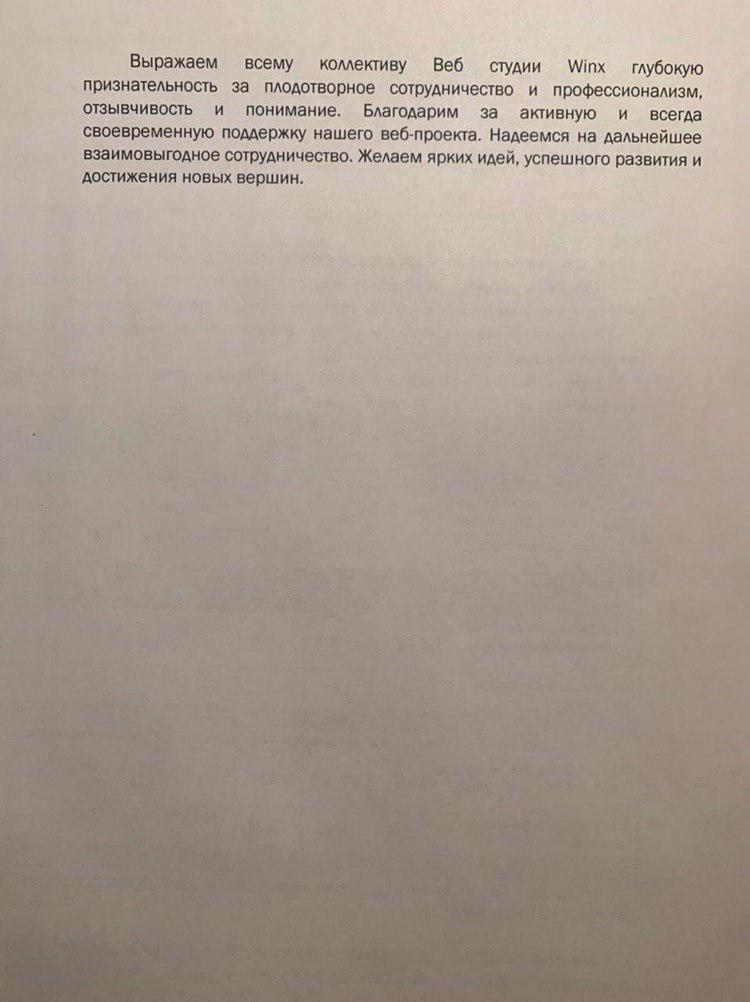 Выражаем всему коллективу Веб студии Winx глубокую
признательность за плодотворное сотрудничество и профессионализм,
отзывчивость и понимание. Благодарим за активную и всегда
своевременную поддержку нашего веб-проекта. Надеемся на дальнейшее
взаимовыгодное сотрудничество. Желаем ярких идей, успешного развития и
достижения новых вершин.